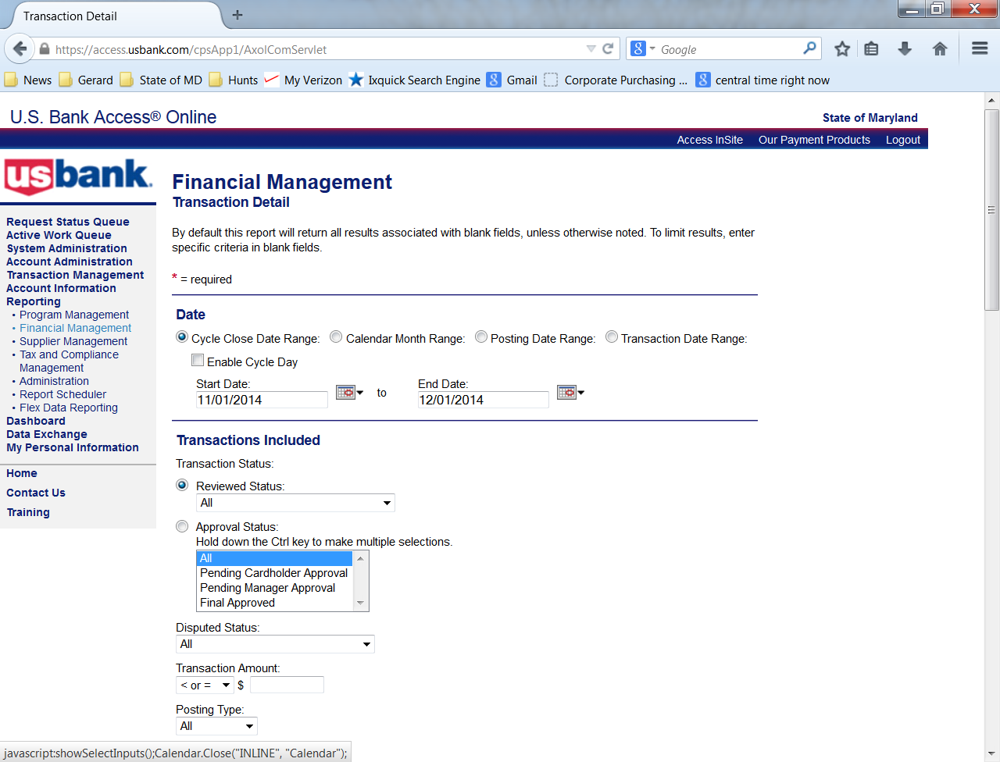 Transaction Detail
https://access.usbank.com/cpsApp1/AxolComServlet
Google
News Gerard State of MD Hunts My Verizon Ixquick Search Engine Gmail Corporate Purchasing ... central time right now
U.S. Bank Access® Online
State of Maryland
Access InSite Our Payment Products Logout
usbank.
Request Status Queue
Active Work Queue
System Administration
Account Administration
Transaction Management
Account Information
Reporting
• Program Management
• Financial Management
• Supplier Management
• Tax and Compliance
Management
• Administration
• Report Scheduler
• Flex Data Reporting
Dashboard
Data Exchange
My Personal Information
Home
Contact Us
Training
Financial Management
Transaction Detail
By default this report will return all results associated with blank fields, unless otherwise noted. To limit results, enter
specific criteria in blank fields.
* = required
Date
Cycle Close Date Range: Calendar Month Range: Posting Date Range: Transaction Date Range:
Enable Cycle Day
Start Date: End Date:
11/01/2014 to 12/01/2014
Transactions Included
Transaction Status:
Reviewed Status:
All
Approval Status:
Hold down the Ctrl key to make multiple selections.
All
Pending Cardholder Approval
Pending Manager Approval
Final Approved
Disputed Status:
All
Transaction Amount:
< or = $
Posting Type:
All
javascript:showSelectInputs();Calendar.Close("INLINE", "Calendar");